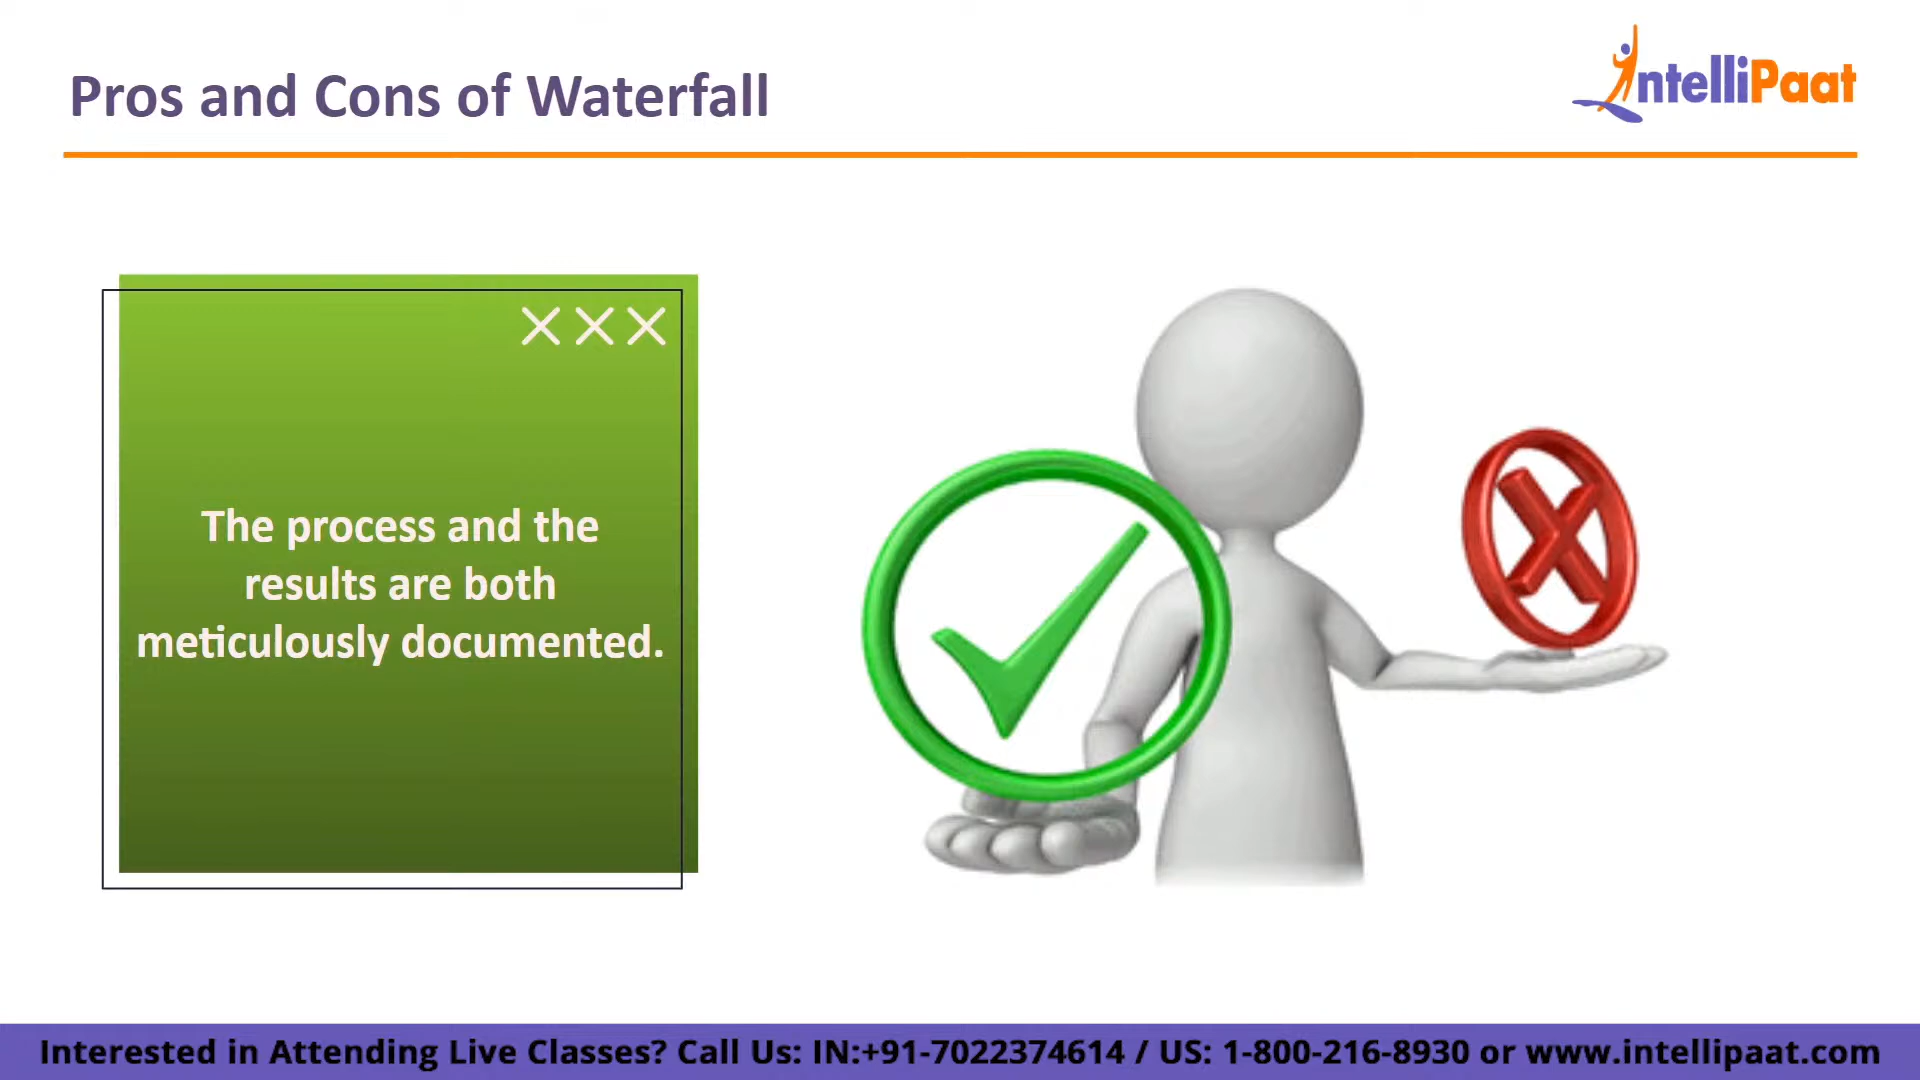 Pros and Cons of Waterfall
IntelliPaat
The process and the
results are both
meticulously documented.
Interested in Attending Live Classes? Call Us: IN:+91-7022374614 / US: 1-800-216-8930 or www.intellipaat.com